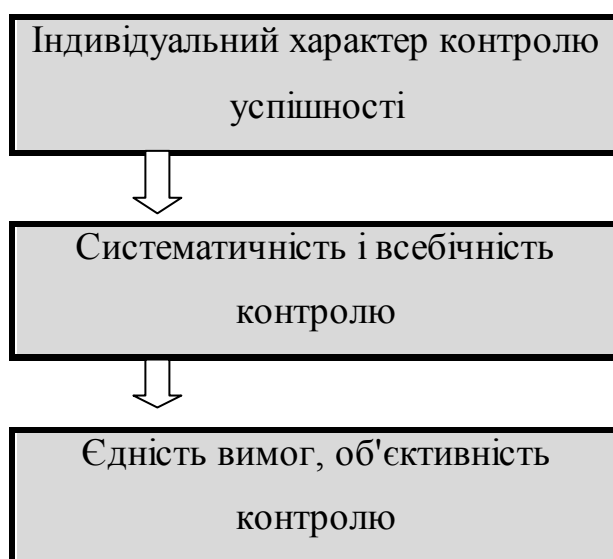 Індивідуальний характер контролю
успішності
Систематичність і всебічність
контролю
Єдність вимог, об'єктивність
контролю